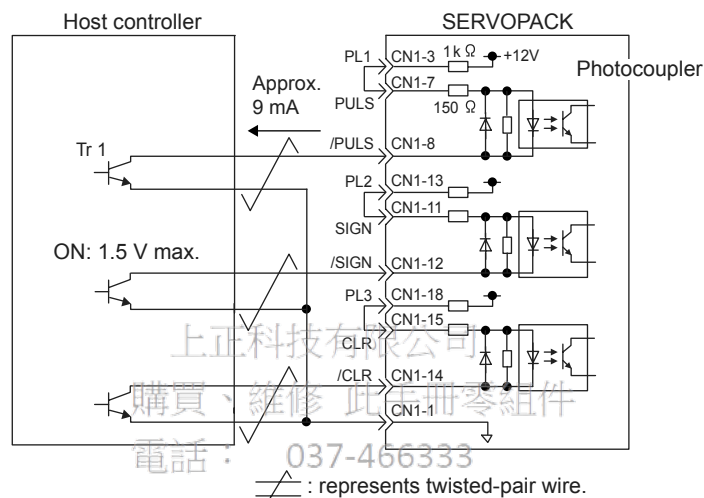 Host controller
SERVOPACK
PL1 CN1-3 1k Ω +12V
Photocoupler
Approx.
9 mA
CN1-7
PULS
150 Ω
Tr 1
/PULS CN1-8
PL2 CN1-13
CN1-11
SIGN
ON: 1.5 V max.
/SIGN CN1-12
PL3 CN1-18
CN1-15
上正科技有限公司
CLR
/CLR CN1-14
購買、維修 此手冊零組件
CN1-1
電話： 037-466333
: represents twisted-pair wire.